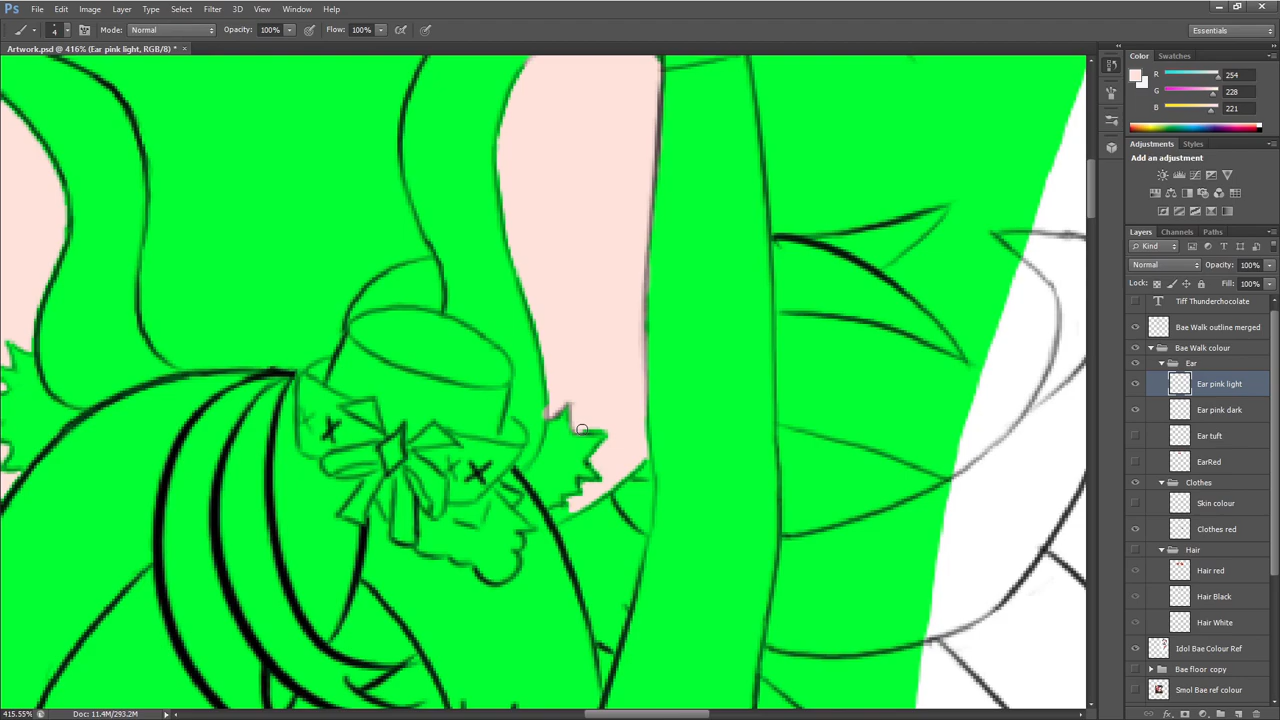 Ps File Edit Image Layer Type Select Filter 3D View Window Help
4 Mode: Normal Opacity: 100% Flow: 100% Essentials
Artwork.psd @ 416% (Ear pink light, RGB/8) * ×
Color Swatches
R 254
G 228
B 221
Adjustments Styles
Add an adjustment
Layers Channels Paths
Kind
Normal Opacity: 100%
Lock: Fill: 100%
T Tiff Thunderchocolate
Bae Walk outline merged
Bae Walk colour
Ear
Ear pink light
Ear pink dark
Ear tuft
EarRed
Clothes
Skin colour
Clothes red
Hair
Hair red
Hair Black
Hair White
Idol Bae Colour Ref
Bae floor copy
Smol Bae ref colour
415.55% Doc: 11.4M/293.2M
fx